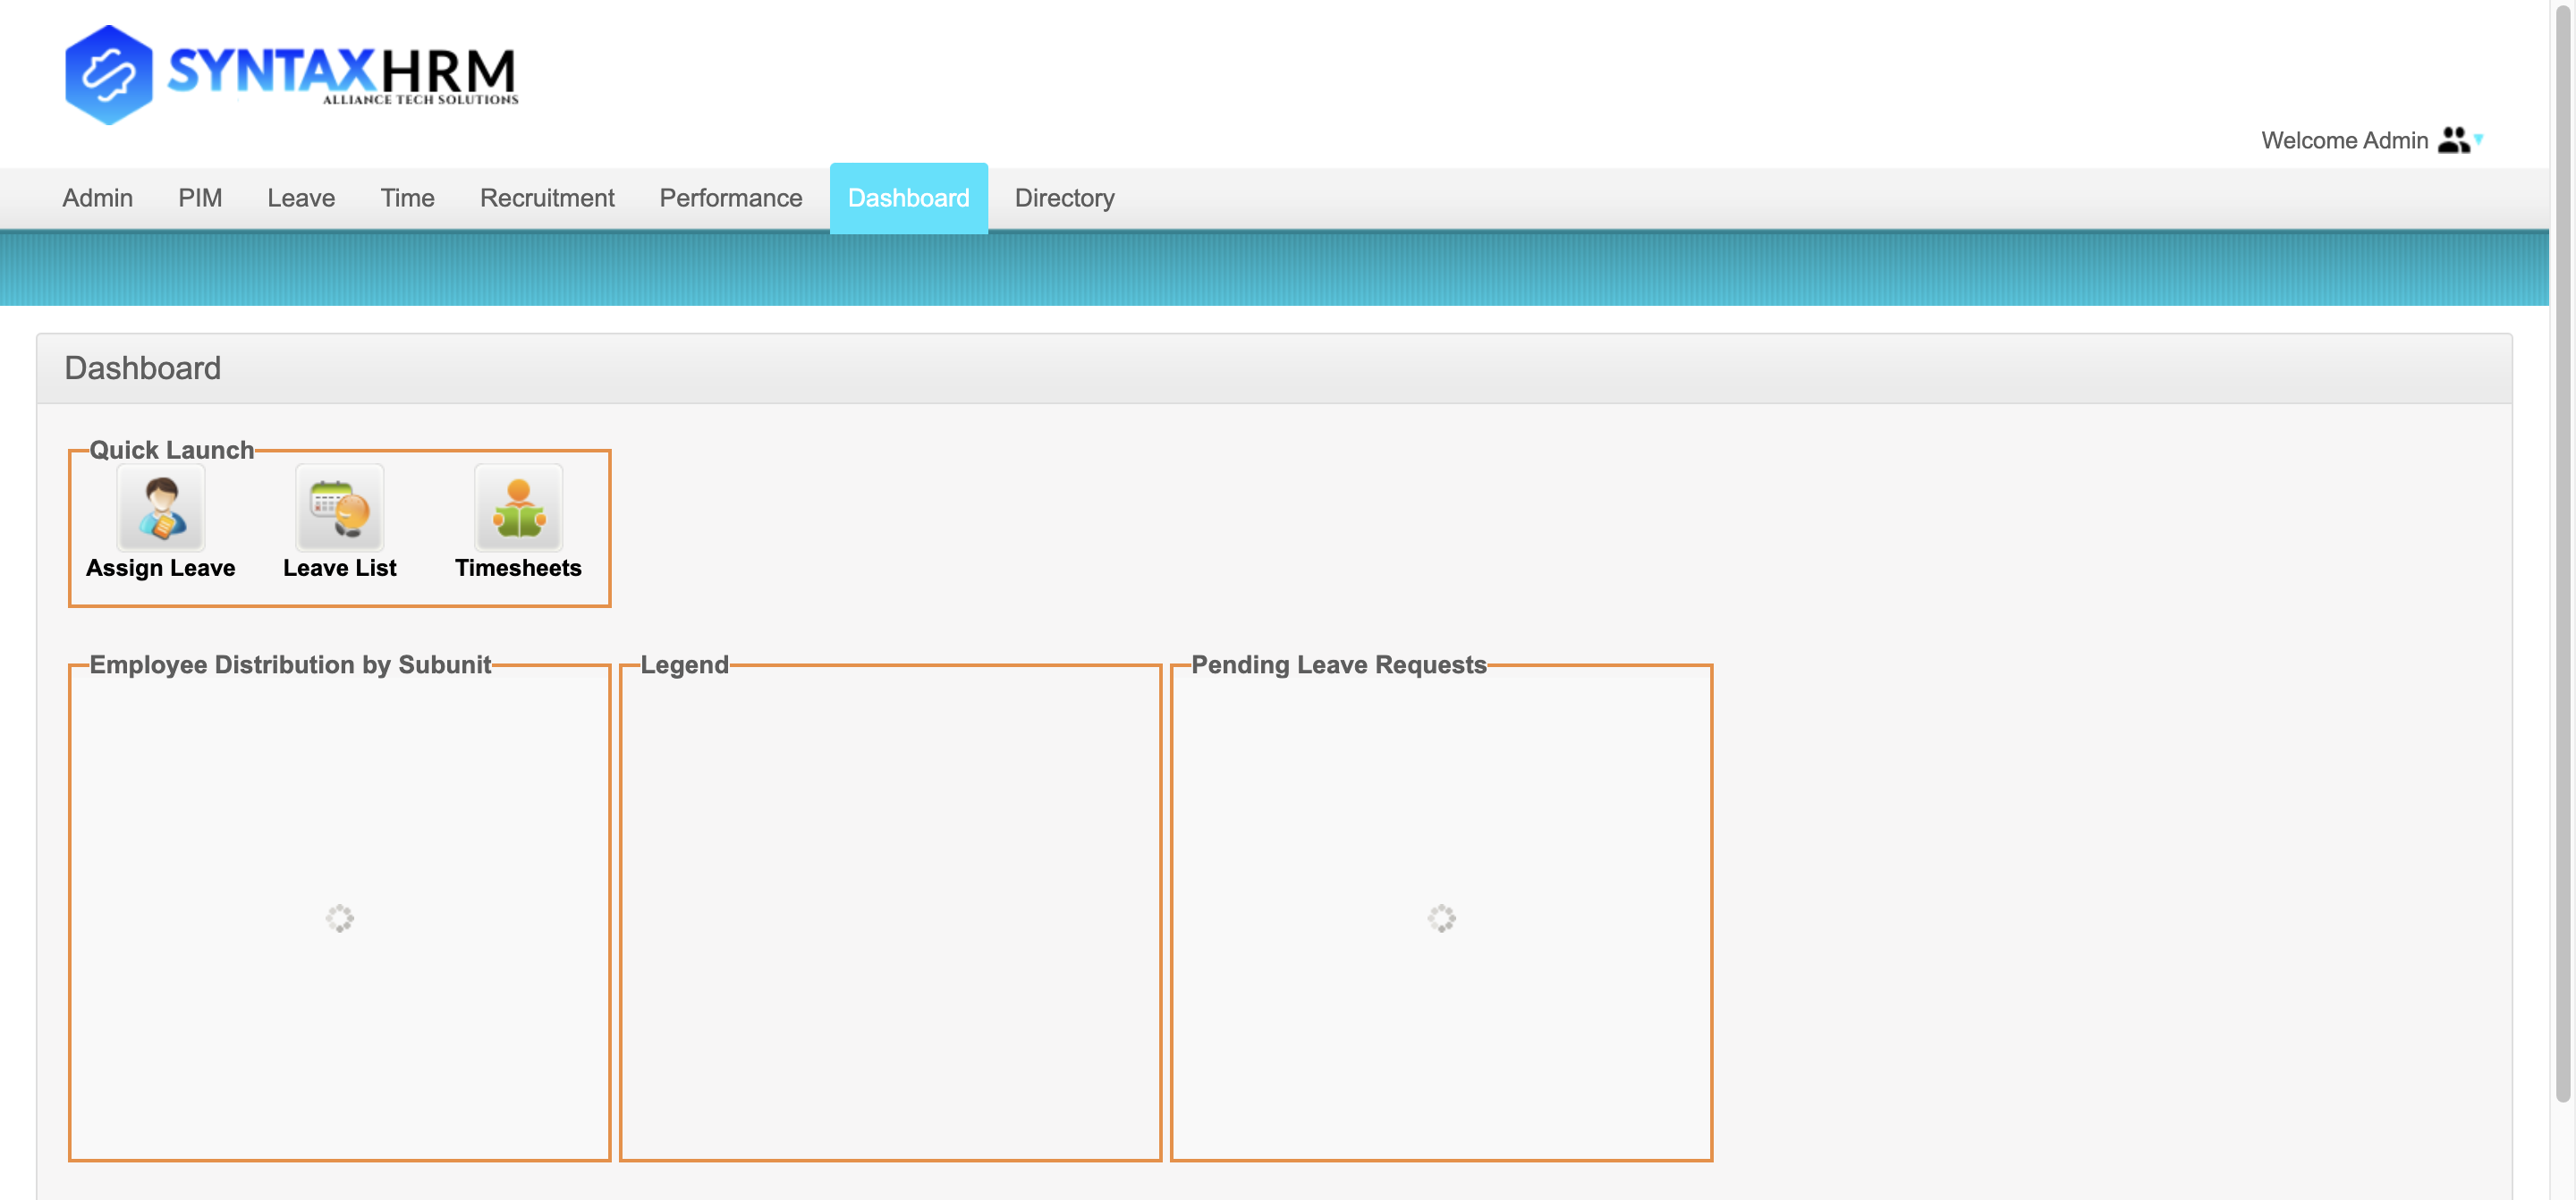 SYNTAXHRM
ALLIANCE TECH SOLUTIONS
Welcome Admin
Admin PIM Leave Time Recruitment Performance Dashboard Directory
Dashboard
Quick Launch
Assign Leave Leave List Timesheets
Employee Distribution by Subunit Legend Pending Leave Requests